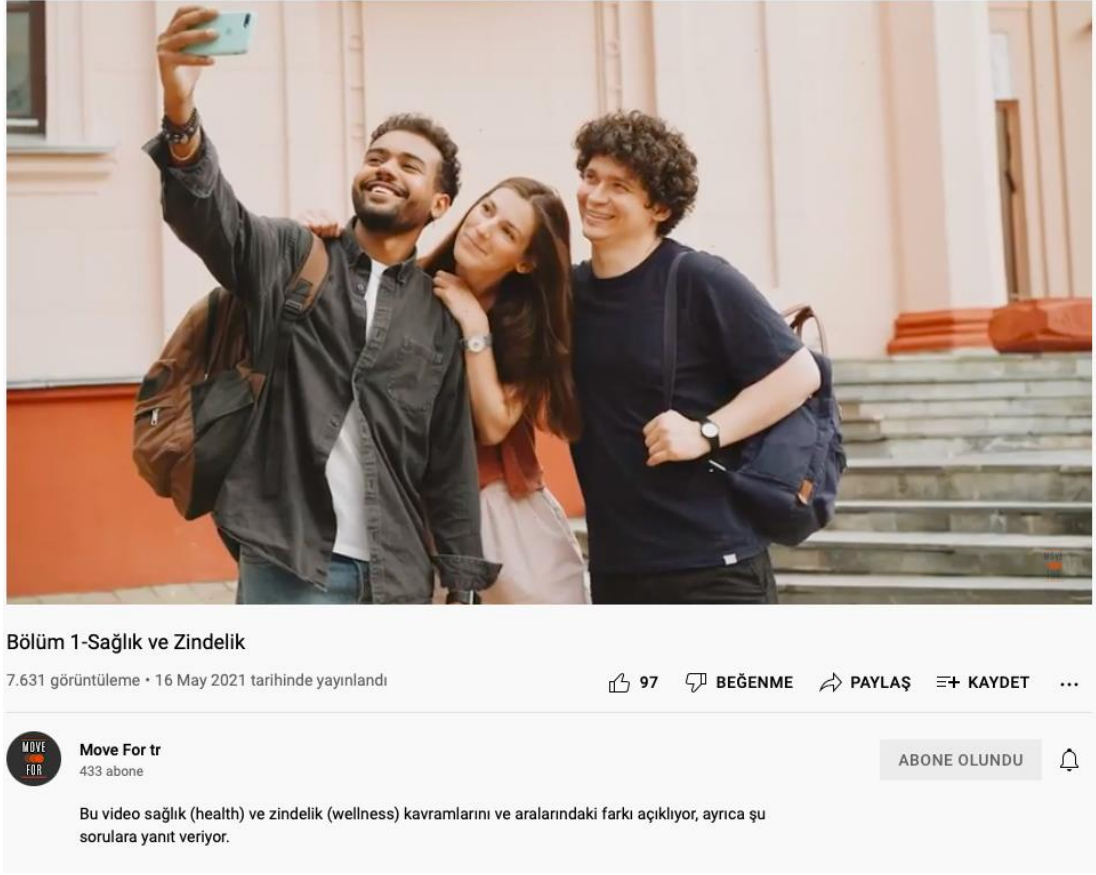 MOVE
Bölüm 1-Sağlık ve Zindelik
7.631 görüntüleme • 16 May 2021 tarihinde yayınlandı
97 BEĞENME PAYLAŞ KAYDET ...
MOVE
FOR
Move For tr
433 abone
ABONE OLUNDU
Bu video sağlık (health) ve zindelik (wellness) kavramlarını ve aralarındaki farkı açıklıyor, ayrıca şu
sorulara yanıt veriyor.